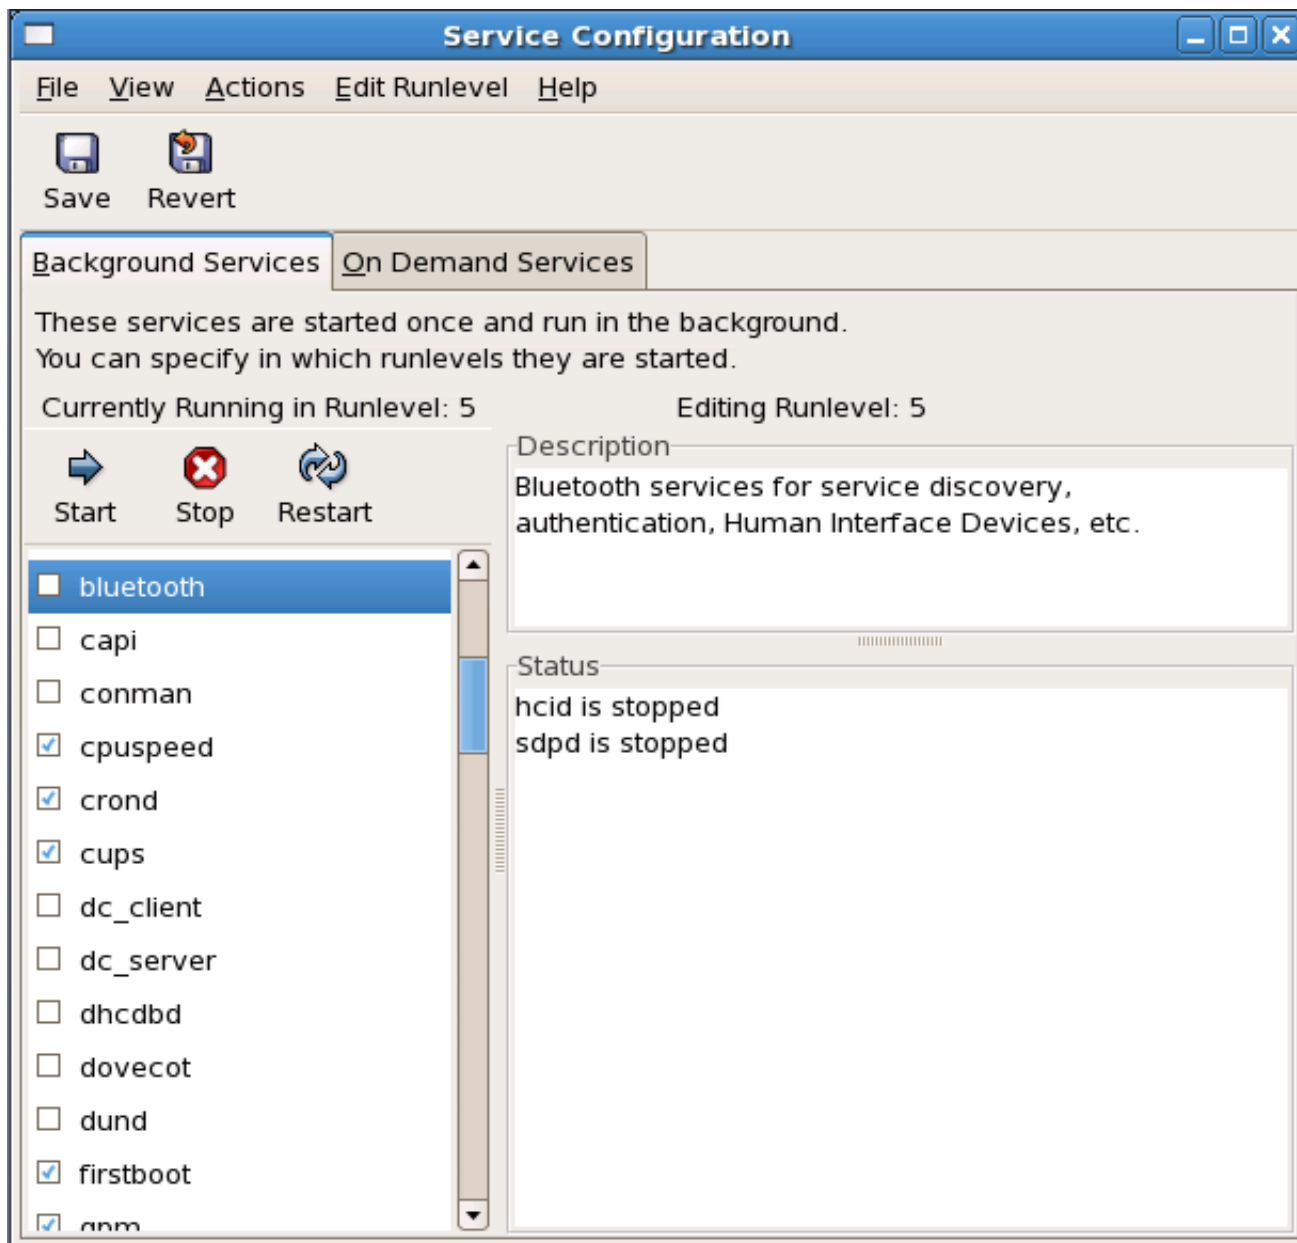 Service Configuration
File View Actions Edit Runlevel Help
Save Revert
Background Services On Demand Services
These services are started once and run in the background.
You can specify in which runlevels they are started.
Currently Running in Runlevel: 5 Editing Runlevel: 5
Start Stop Restart
Description
Bluetooth services for service discovery,
authentication, Human Interface Devices, etc.
bluetooth
capi
conman
cpuspeed
crond
cups
dc_client
dc_server
dhcdbd
dovecot
dund
firstboot
gpm
Status
hcid is stopped
sdpd is stopped